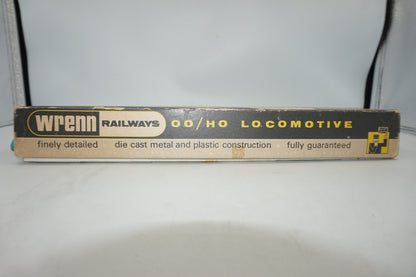 Wrenn RAILWAYS OO/HO LOCOMOTIVE
finely detailed die cast metal and plastic construction fully guaranteed